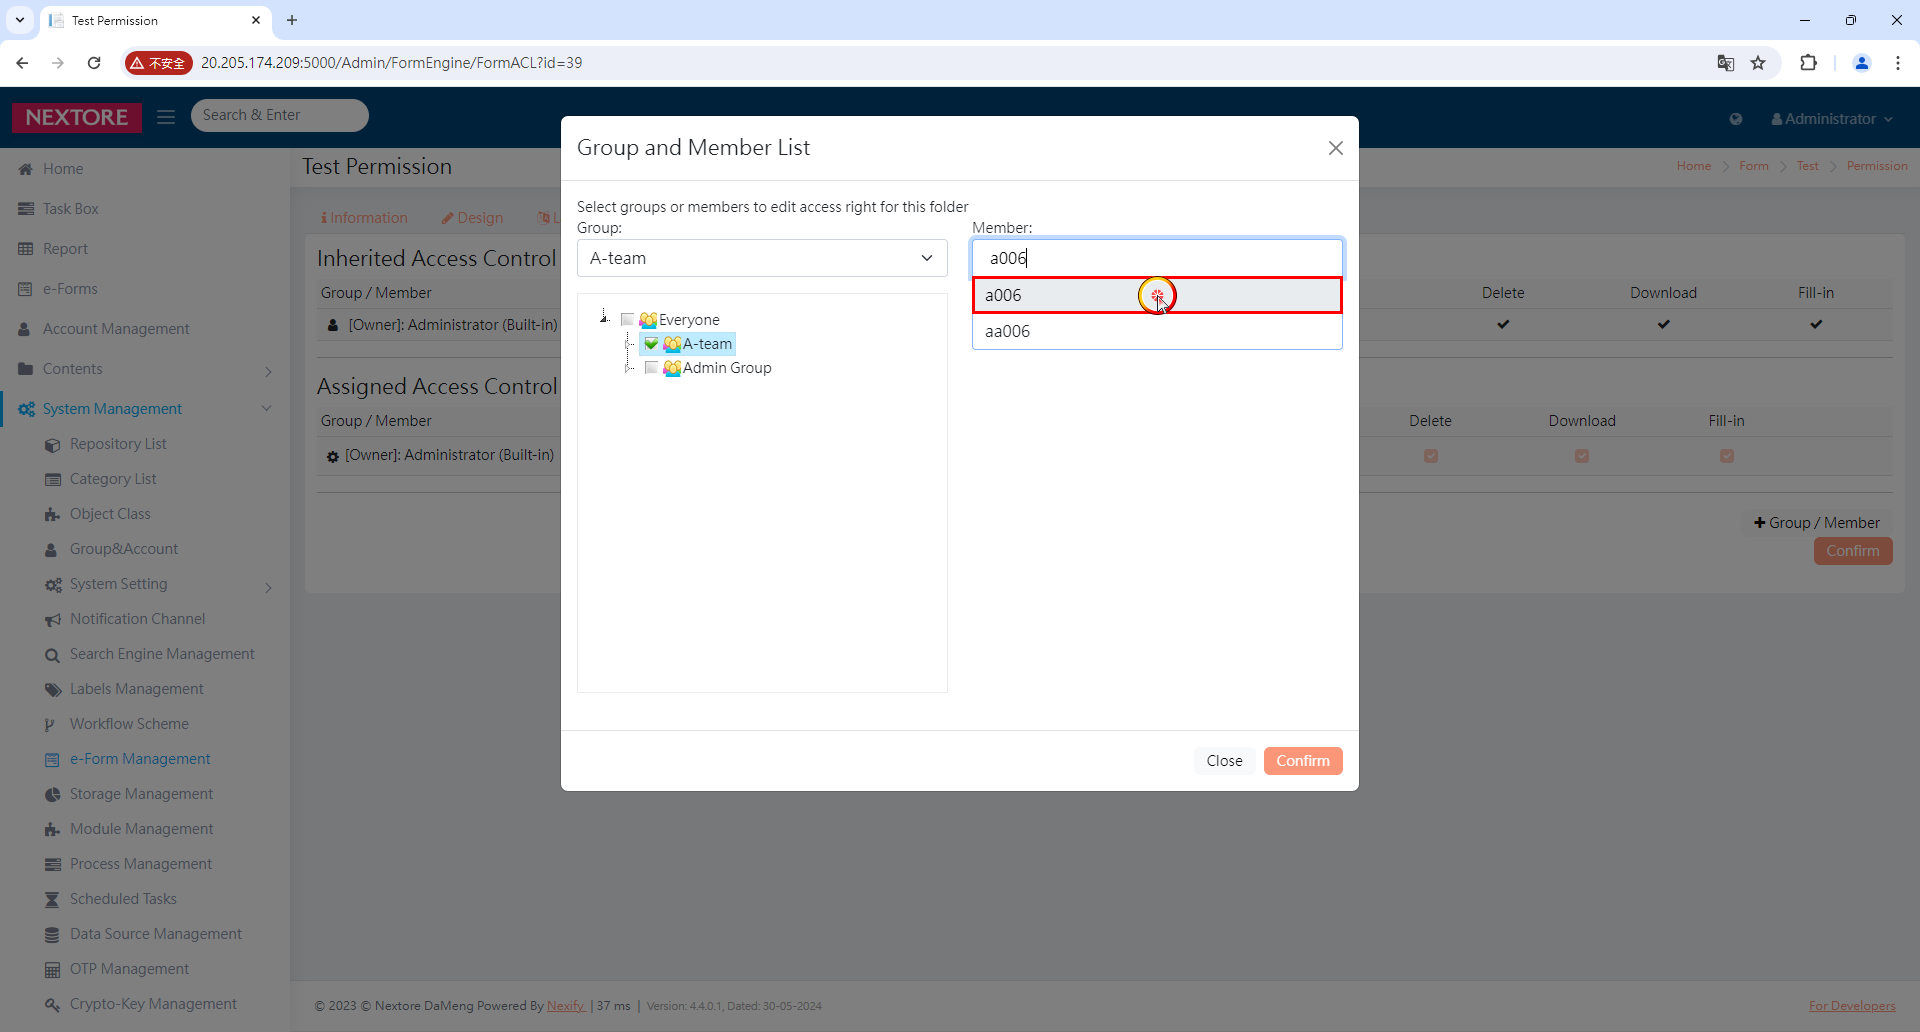 Test Permission
不安全
20.205.174.209:5000/Admin/FormEngine/FormACL?id=39
NEXTORE
Search & Enter
Administrator
Home
Task Box
Report
e-Forms
Account Management
Contents
System Management
Repository List
Category List
Object Class
Group&Account
System Setting
Notification Channel
Search Engine Management
Labels Management
Workflow Scheme
e-Form Management
Storage Management
Module Management
Process Management
Scheduled Tasks
Data Source Management
OTP Management
Crypto-Key Management
Test Permission
Home > Form > Test > Permission
Information
Design
L
Inherited Access Control
Group / Member
Delete
Download
Fill-in
[Owner]: Administrator (Built-in)
Assigned Access Control
Group / Member
Delete
Download
Fill-in
[Owner]: Administrator (Built-in)
Group / Member
Confirm
Group and Member List
Select groups or members to edit access right for this folder
Group:
A-team
Everyone
A-team
Admin Group
Member:
a006
a006
aa006
Close
Confirm
© 2023 © Nextore DaMeng Powered By Nexify | 37 ms | Version: 4.4.0.1, Dated: 30-05-2024
For Developers